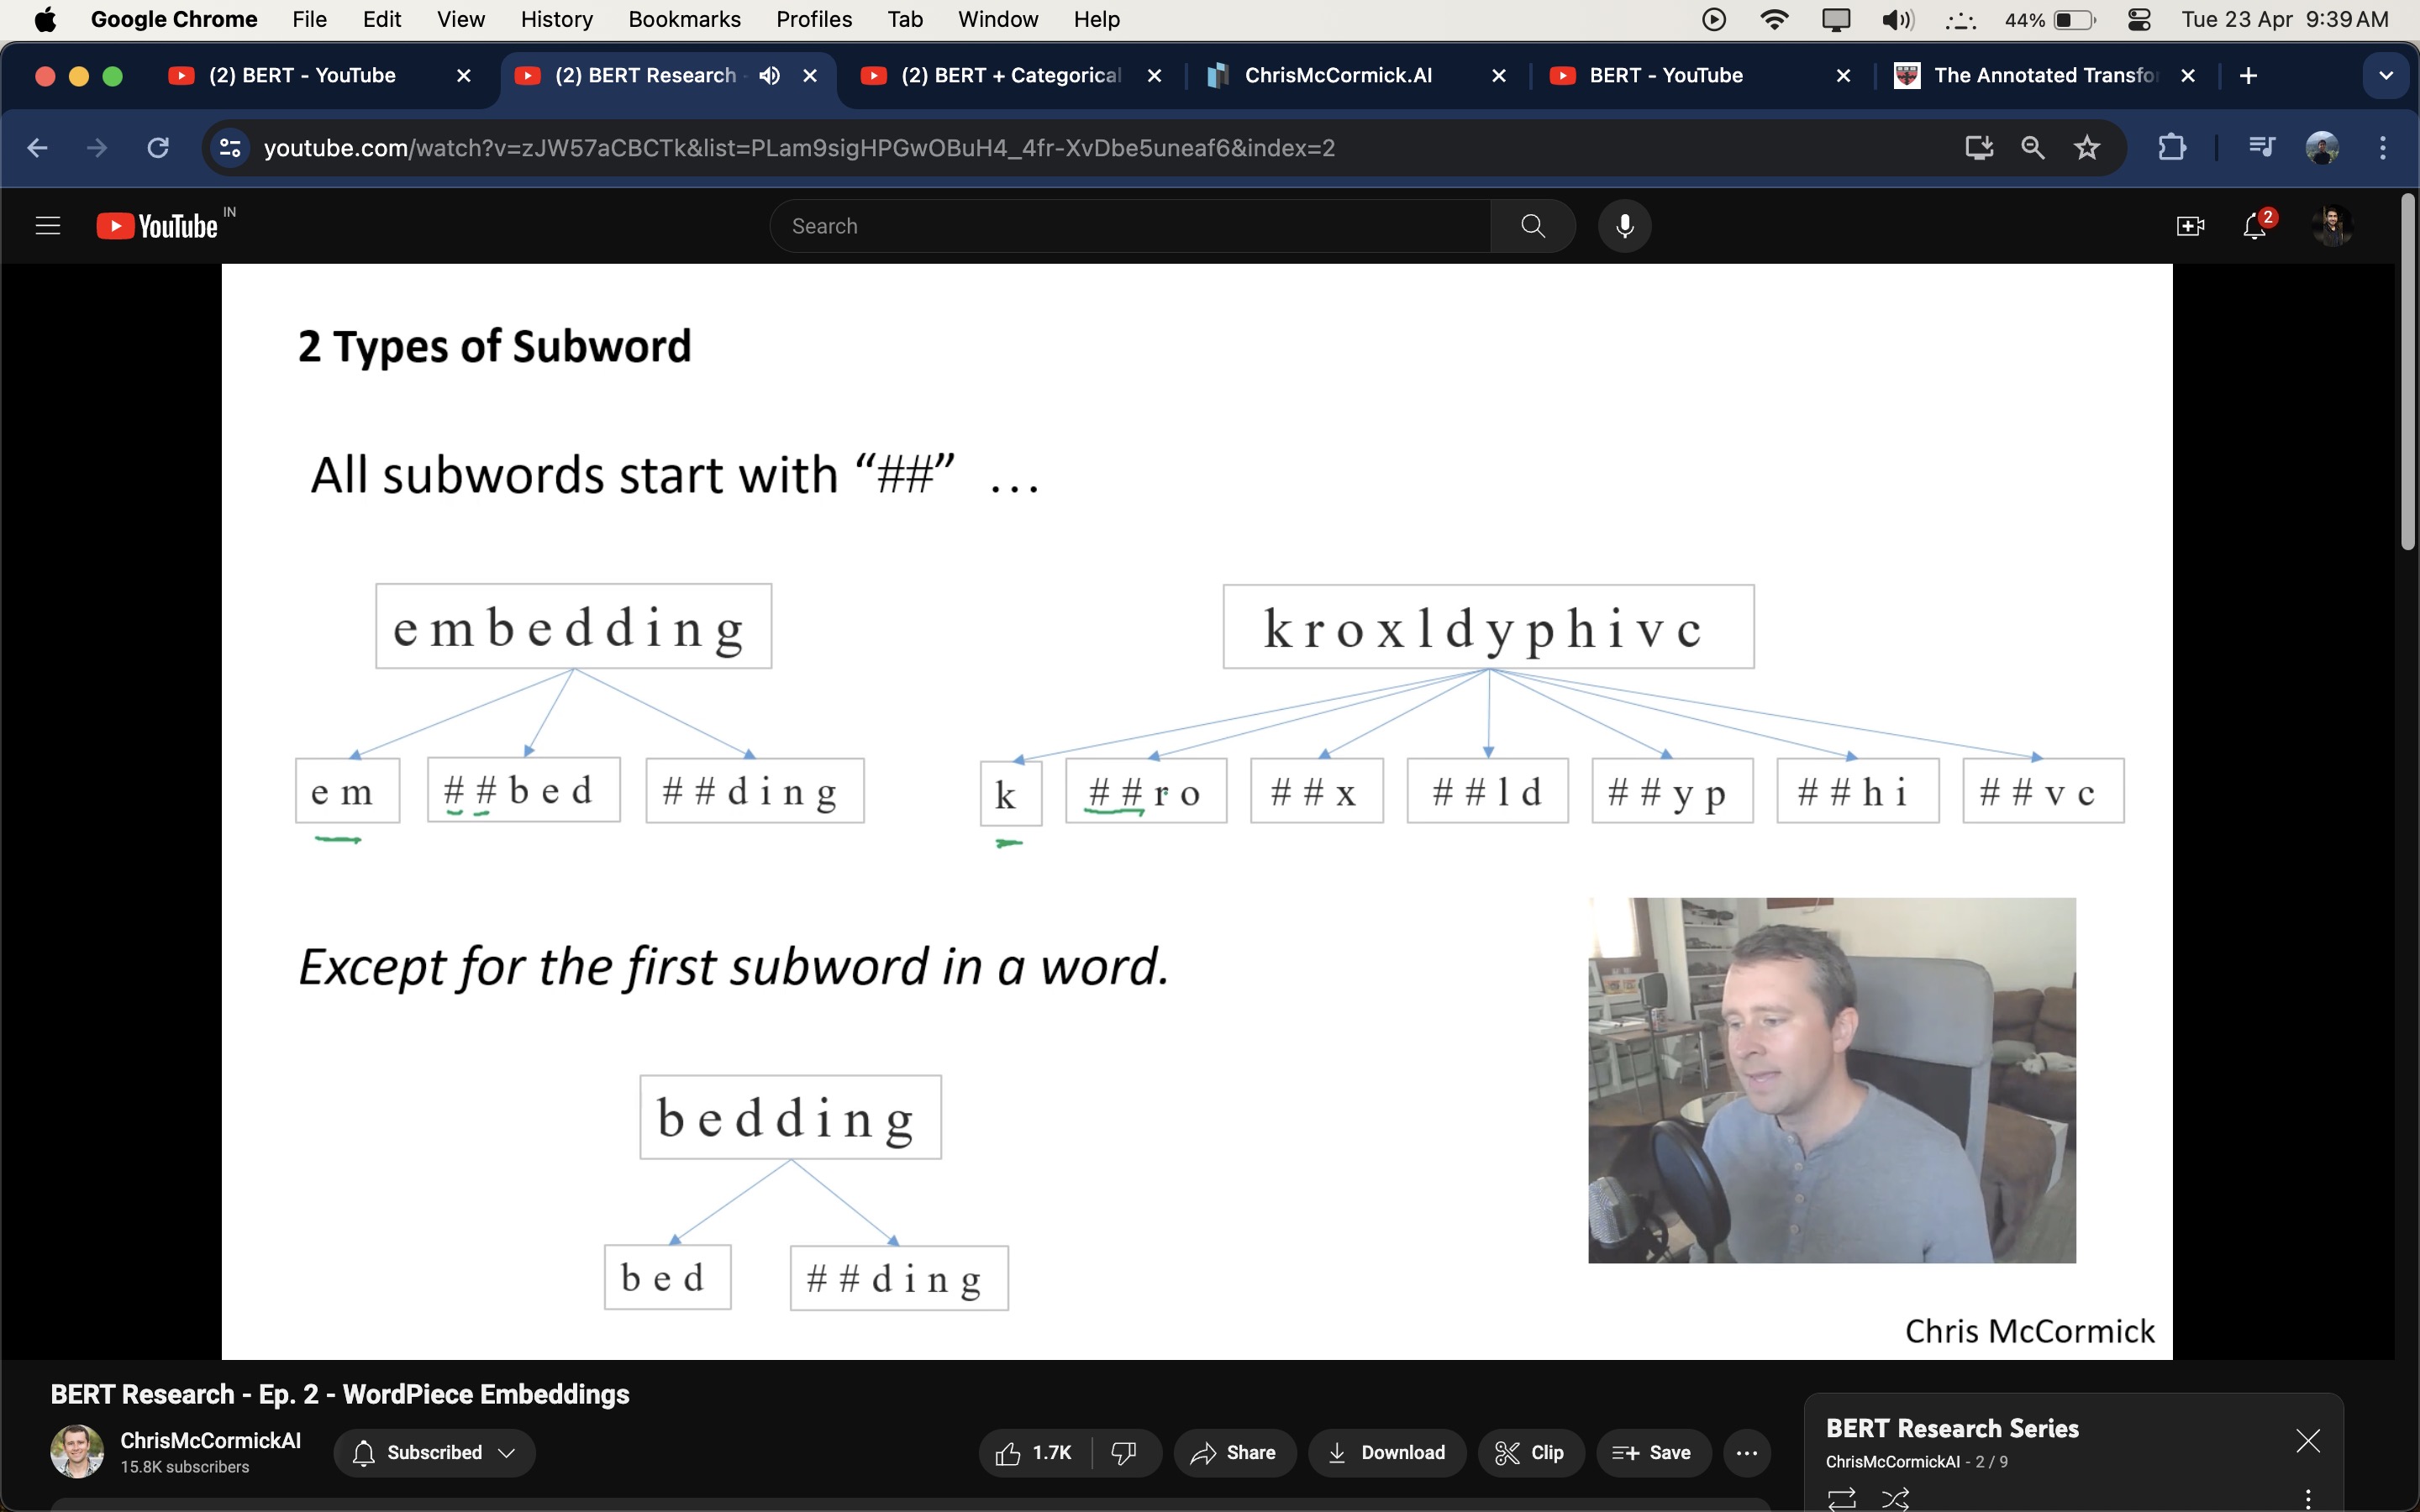 Google Chrome File Edit View History Bookmarks Profiles Tab Window Help 44% Tue 23 Apr 9:39 AM
(2) BERT - YouTube (2) BERT Research - (2) BERT + Categorical ChrisMcCormick.AI BERT - YouTube The Annotated Transfo
youtube.com/watch?v=zJW57aCBCTk&list=PLam9sigHPGwOBuH4_4fr-XvDbe5uneaf6&index=2
YouTube IN Search 2
2 Types of Subword
All subwords start with “##” ...
embedding kroxldyphivc
em ##bed ##ding k ##ro ##x ##ld ##yp ##hi ##vc
Except for the first subword in a word.
bedding
bed ##ding
Chris McCormick
BERT Research - Ep. 2 - WordPiece Embeddings
ChrisMcCormickAI
15.8K subscribers
Subscribed 1.7K Share Download Clip Save
BERT Research Series
ChrisMcCormickAI - 2 / 9